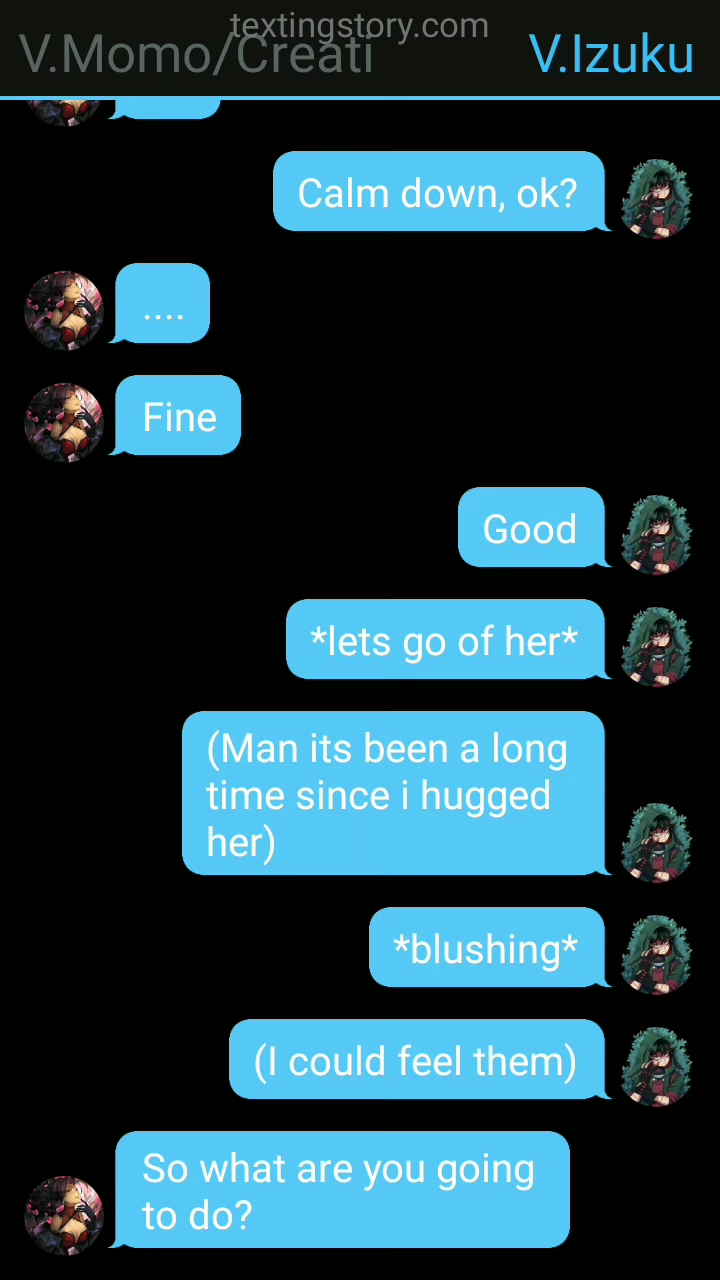 textingstory.com
V.Momo/Creati
V.Izuku
Calm down, ok?
....
Fine
Good
*lets go of her*
(Man its been a long
time since i hugged
her)
*blushing*
(I could feel them)
So what are you going
to do?